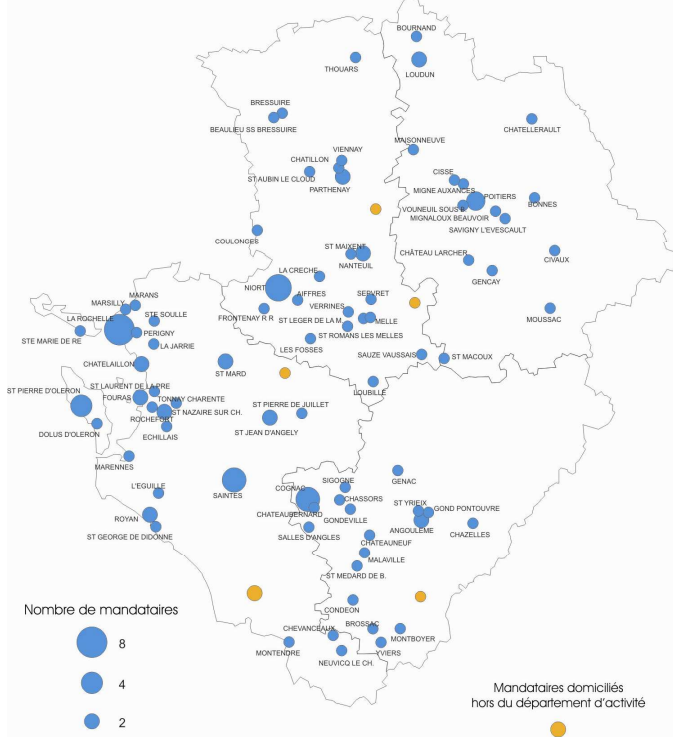 BOURNAND
THOUARS
LOUDUN
BRESSUIRE
BEAULIEU SS BRESSUIRE
CHATELLERAULT
MAISONNEUVE
VIENNAY
CHATILLON
ST AUBIN LE CLOUD
PARTHENAY
CISSE
MIGNE AUXANCES
POITIERS
VOUNEUIL SOUS B
BONNES
MIGNALOUX BEAUVOIR
SAVIGNY L'EVESCAULT
COULONGES
ST MAIXENT
NANTEUIL
CHÂTEAU LARCHER
CIVAUX
GENCAY
LA CRECHE
NIORT
AIFFRES
SEPVRET
VERRINES
FRONTENAY R R
ST LEGER DE LA M
MELLE
MOUSSAC
ST ROMANS LES MELLES
LES FOSSES
SAUZE VAUSSAIS
ST MACOUX
MARANS
MARSILLY
LA ROCHELLE
STE SOULLE
STE MARIE DE RE
PERIGNY
LA JARRIE
CHATELAILLON
ST MARD
LOUBILLE
ST PIERRE D'OLERON
ST LAURENT DE LA PRE
FOURAS
TONNAY CHARENTE
ROCHEFORT
ST NAZAIRE SUR CH.
DOLUS D'OLERON
ECHILLAIS
ST PIERRE DE JUILLET
ST JEAN D'ANGELY
MARENNES
L'EGUILLE
SAINTES
SIGOGNE
COGNAC
CHASSORS
CHATEAUBERNARD
GONDEVILLE
GENAC
ST YRIEIX
GOND PONTOUVRE
ANGOULEME
CHAZELLES
ROYAN
ST GEORGE DE DIDONNE
SALLES D'ANGLES
CHATEAUNEUF
MALAVILLE
ST MEDARD DE B.
CONDEON
CHEVANCEAUX
BROSSAC
MONTBOYER
MONTENDRE
NEUVICQ LE CH.
YVIERS
Nombre de mandataires
8
4
2
Mandataires domiciliés
hors du département d'activité